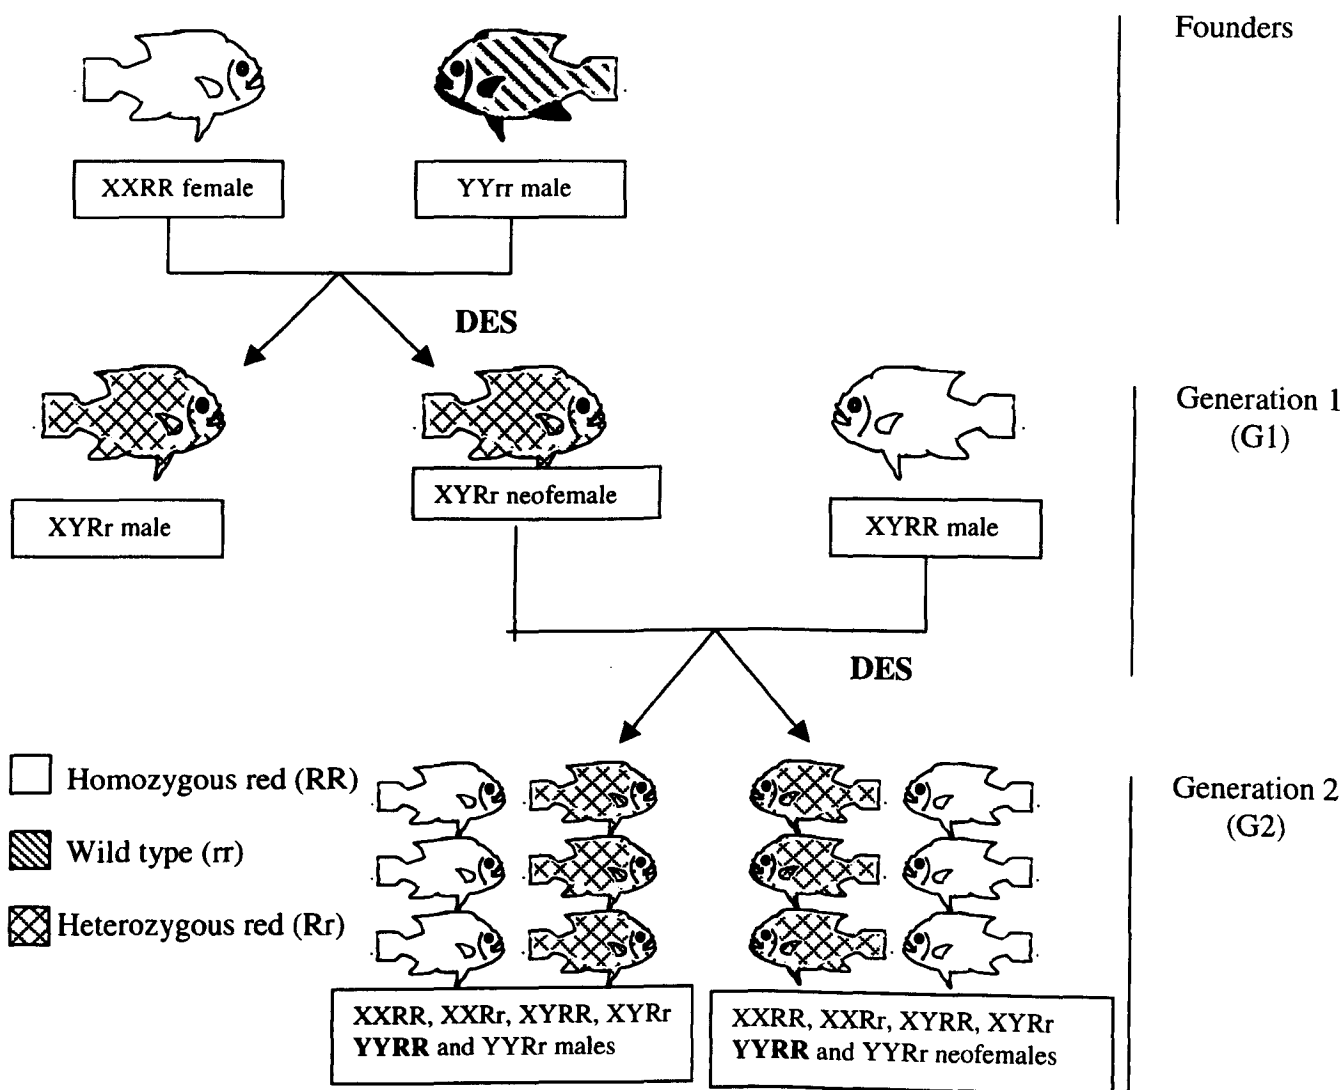 Founders
XXRR female
YYrr male
DES
Generation 1
(G1)
XYRr male
XYRr neofemale
XYRR male
DES
Homozygous red (RR)
Wild type (rr)
Heterozygous red (Rr)
Generation 2
(G2)
XXRR, XXRr, XYRR, XYRr
YYRR and YYRr males
XXRR, XXRr, XYRR, XYRr
YYRR and YYRr neofemales